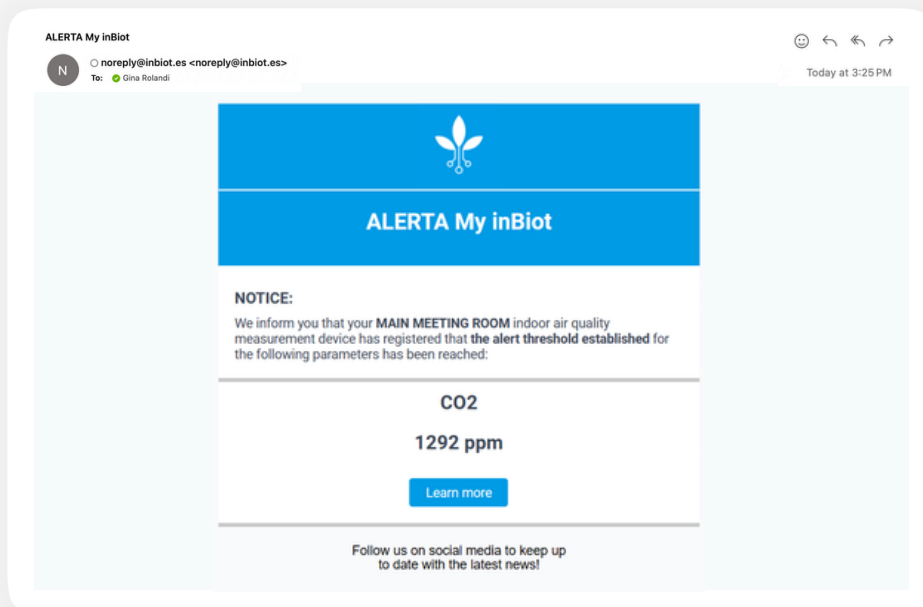 ALERTA My inBiot
N
noreply@inbiot.es <noreply@inbiot.es>
To: Gina Rolandi
Today at 3:25 PM
ALERTA My inBiot
NOTICE:
We inform you that your MAIN MEETING ROOM indoor air quality
measurement device has registered that the alert threshold established for
the following parameters has been reached:
CO2
1292 ppm
Learn more
Follow us on social media to keep up
to date with the latest news!